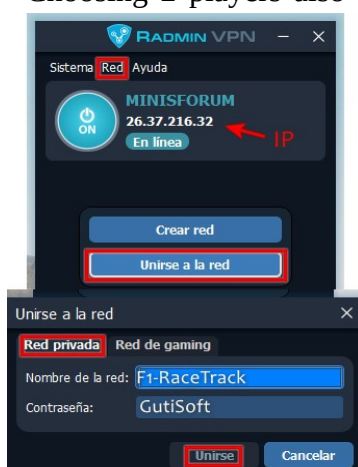 Choosing 2 players also
RADMIN VPN
Sistema Red Ayuda
MINISFORUM
ON
26.37.216.32
IP
En línea
Crear red
Unirse a la red
Unirse a la red
Red privada Red de gaming
Nombre de la red: F1-RaceTrack
Contraseña: GutiSoft
Unirse Cancelar